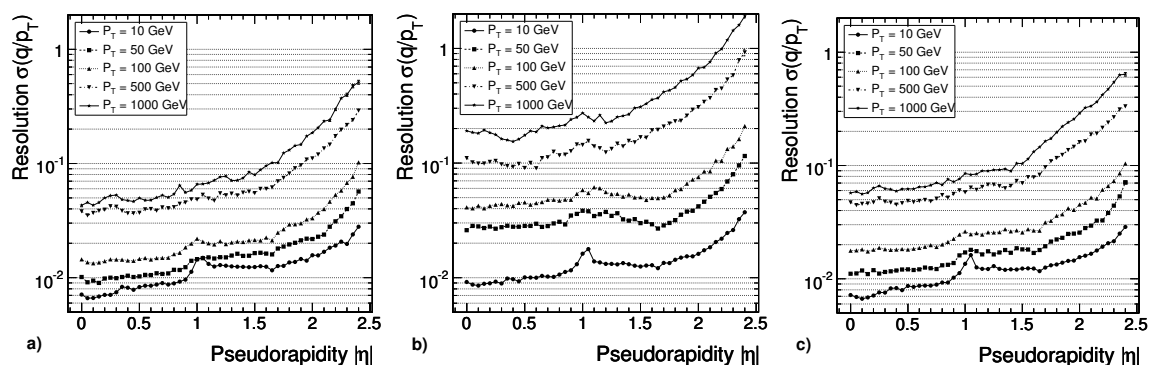 Resolution σ(q/p_T)
1
10^-1
10^-2
P_T = 10 GeV
P_T = 50 GeV
P_T = 100 GeV
P_T = 500 GeV
P_T = 1000 GeV
0 0.5 1 1.5 2 2.5
a) Pseudorapidity |η|
Resolution σ(q/p_T)
1
10^-1
10^-2
P_T = 10 GeV
P_T = 50 GeV
P_T = 100 GeV
P_T = 500 GeV
P_T = 1000 GeV
0 0.5 1 1.5 2 2.5
b) Pseudorapidity |η|
Resolution σ(q/p_T)
1
10^-1
10^-2
P_T = 10 GeV
P_T = 50 GeV
P_T = 100 GeV
P_T = 500 GeV
P_T = 1000 GeV
0 0.5 1 1.5 2 2.5
c) Pseudorapidity |η|